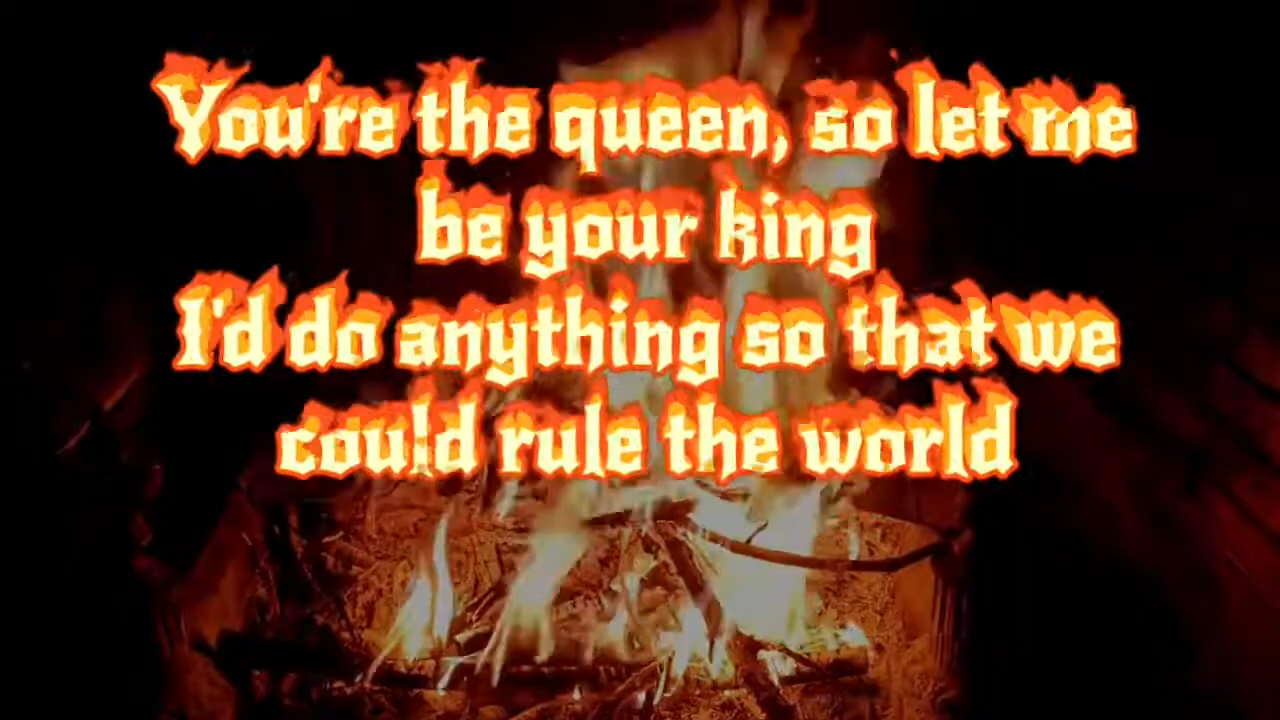 You're the queen, so let me
be your king
I'd do anything so that we
could rule the world